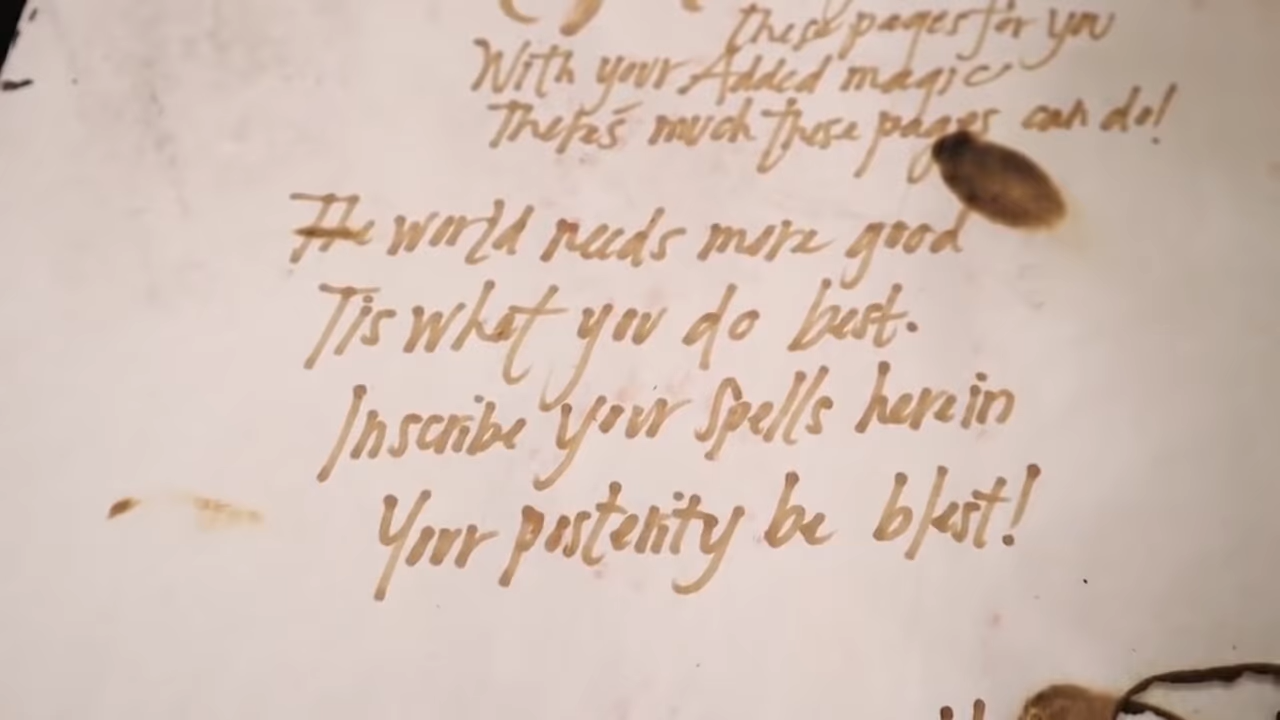 these pages for you
With your Added magic
There's much these pages can do!
The world needs more good
Tis what you do best.
Inscribe your Spells herein
Your posterity be blest!